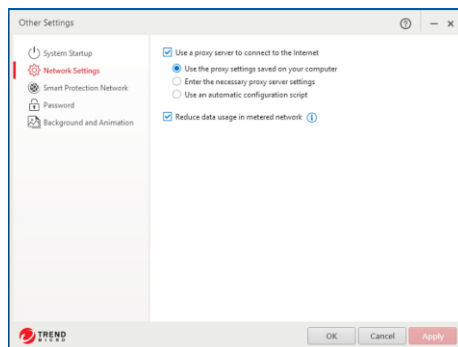 Other Settings
System Startup
Network Settings
Smart Protection Network
Password
Background and Animation
Use a proxy server to connect to the Internet
Use the proxy settings saved on your computer
Enter the necessary proxy server settings
Use an automatic configuration script
Reduce data usage in metered network
TREND
MICRO
OK
Cancel
Apply